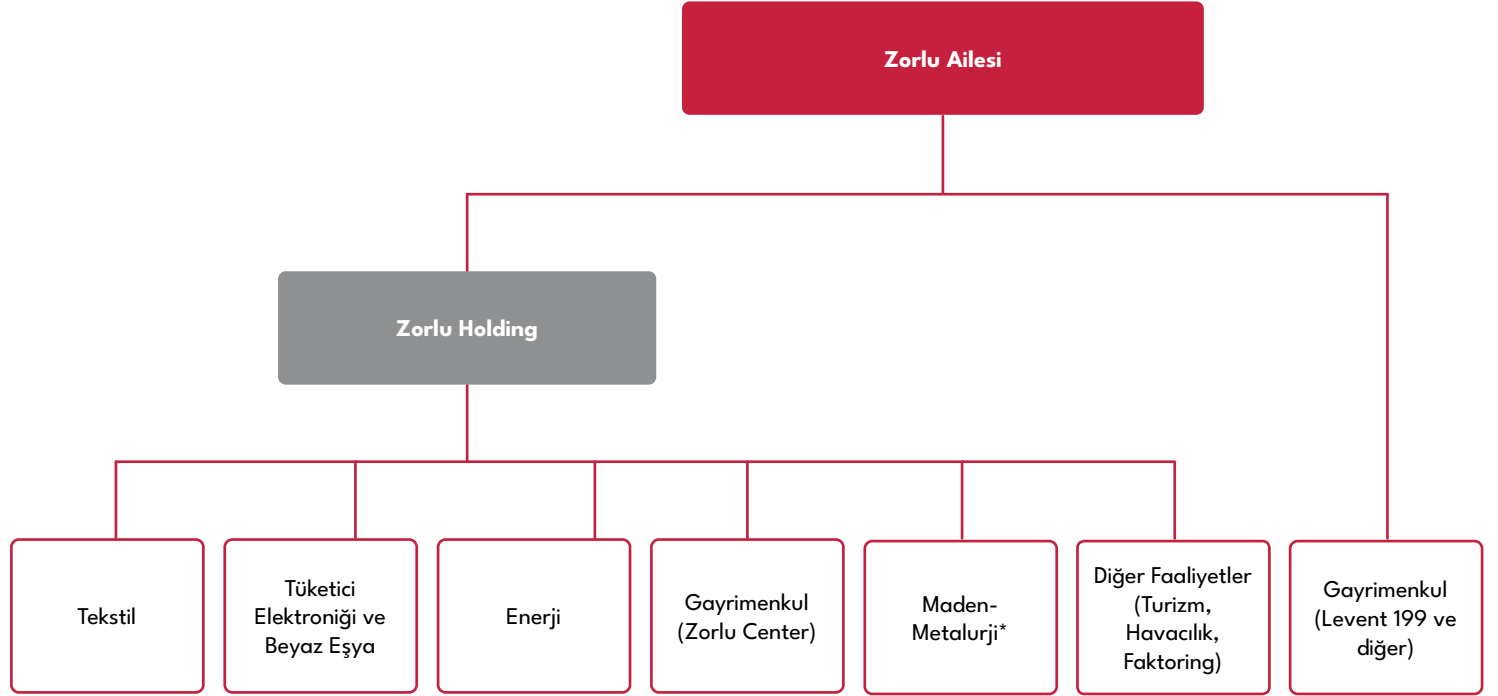 Zorlu Ailesi
Zorlu Holding
Tekstil
Tüketici
Elektroniği ve
Beyaz Eşya
Enerji
Gayrimenkul
(Zorlu Center)
Maden-
Metalurji*
Diğer Faaliyetler
(Turizm,
Havacılık,
Faktoring)
Gayrimenkul
(Levent 199 ve
diğer)